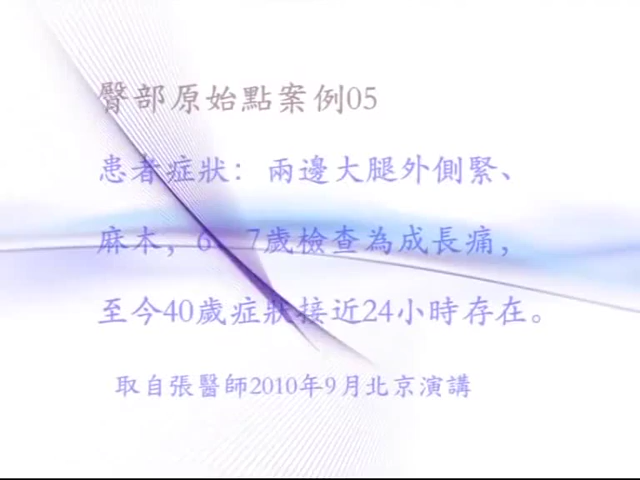 臀部原始點案例05
患者症狀：兩邊大腿外側緊、
麻本，6、7歲檢查為成長痛，
至今40歲症狀接近24小時存在。
取自張醫師2010年9月北京演講